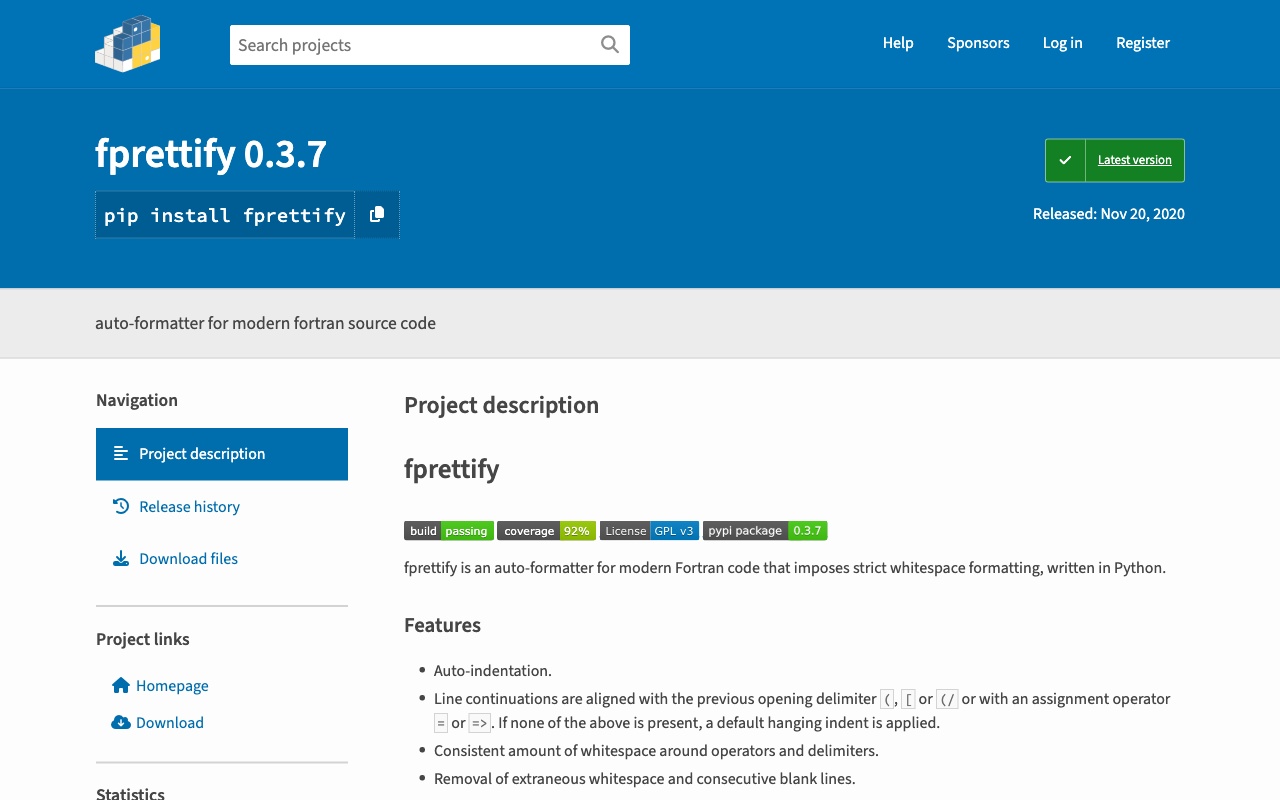 Search projects
Help
Sponsors
Log in
Register
fprettify 0.3.7
pip install fprettify
Latest version
Released: Nov 20, 2020
auto-formatter for modern fortran source code
Navigation
Project description
Release history
Download files
Project links
Homepage
Download
Statistics
Project description
fprettify
build passing coverage 92% License GPL v3 pypi package 0.3.7
fprettify is an auto-formatter for modern Fortran code that imposes strict whitespace formatting, written in Python.
Features
Auto-indentation.
Line continuations are aligned with the previous opening delimiter (, [ or (/ or with an assignment operator
= or =>. If none of the above is present, a default hanging indent is applied.
Consistent amount of whitespace around operators and delimiters.
Removal of extraneous whitespace and consecutive blank lines.